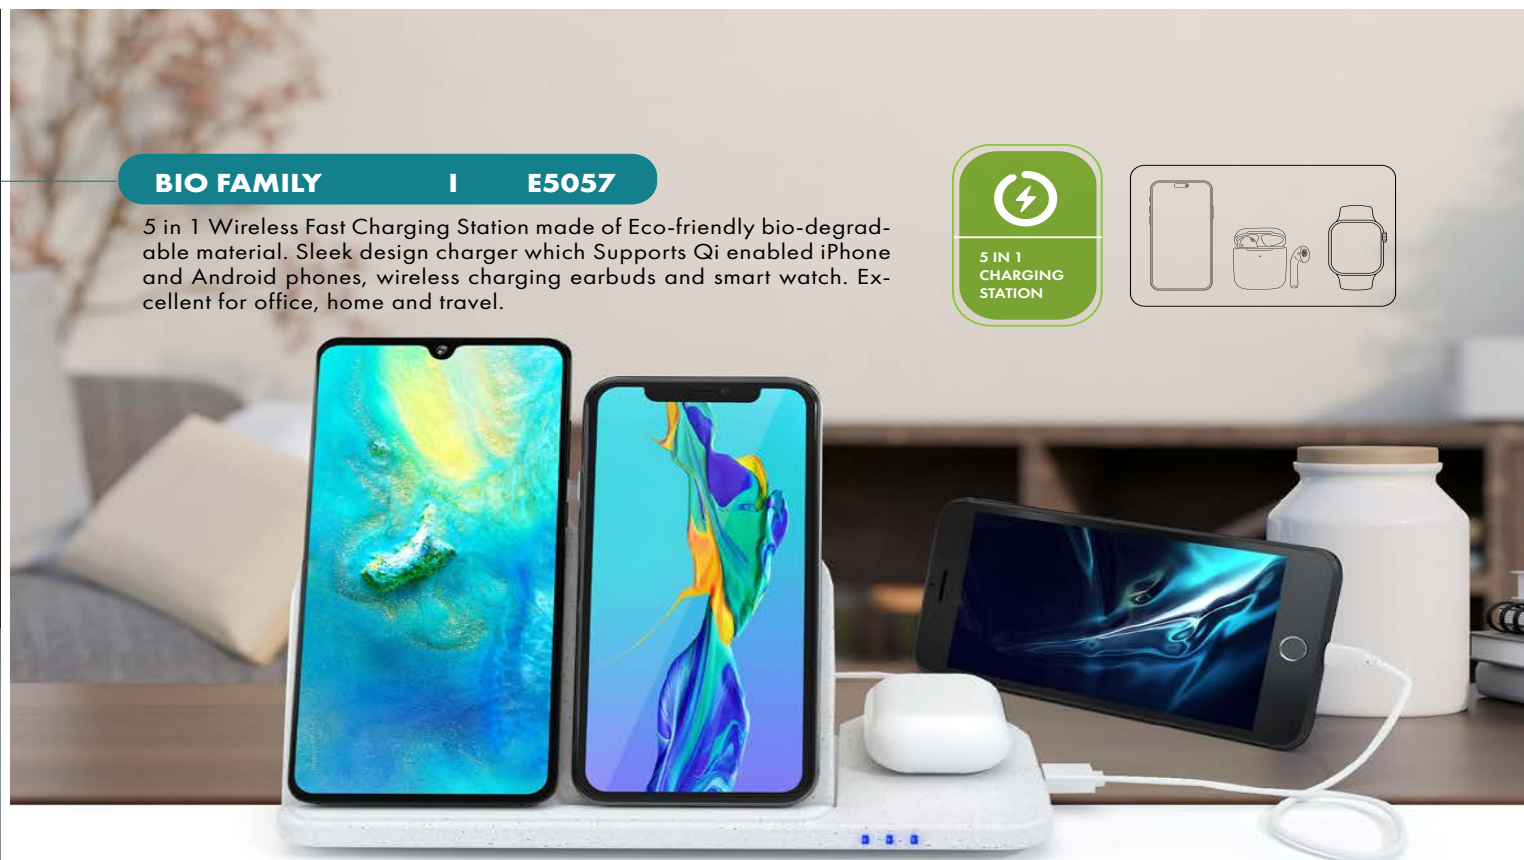 BIO FAMILY I E5057
5 in 1 Wireless Fast Charging Station made of Eco-friendly bio-degrad-
able material. Sleek design charger which Supports Qi enabled iPhone
and Android phones, wireless charging earbuds and smart watch. Ex-
cellent for office, home and travel.
5 IN 1
CHARGING
STATION